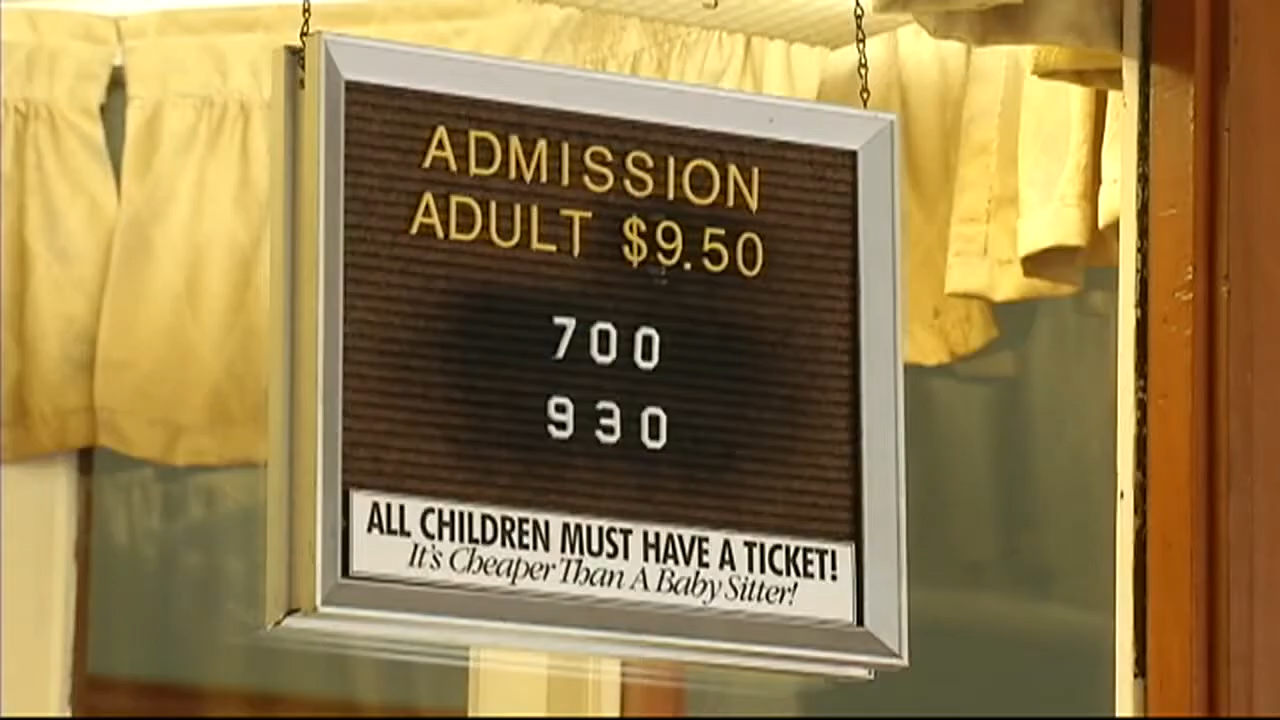 ADMISSION
ADULT $9.50
700
930
ALL CHILDREN MUST HAVE A TICKET!
It's Cheaper Than A Baby Sitter!